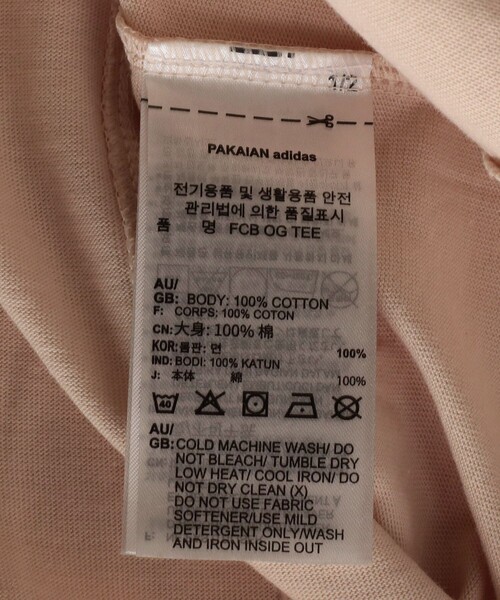 1/2
PAKAIAN adidas
전기용품 및 생활용품 안전
관리법에 의한 품질표시
품 명 FCB OG TEE
AU/
GB: BODY: 100% COTTON
F: CORPS: 100% COTON
CN: 大身: 100% 棉
KOR: 몸판: 면 100%
IND: BODI: 100% KATUN
J: 本体 綿 100%
40
AU/
GB: COLD MACHINE WASH/ DO
NOT BLEACH/ TUMBLE DRY
LOW HEAT/ COOL IRON/ DO
NOT DRY CLEAN (X)
DO NOT USE FABRIC
SOFTENER/USE MILD
DETERGENT ONLY/WASH
AND IRON INSIDE OUT